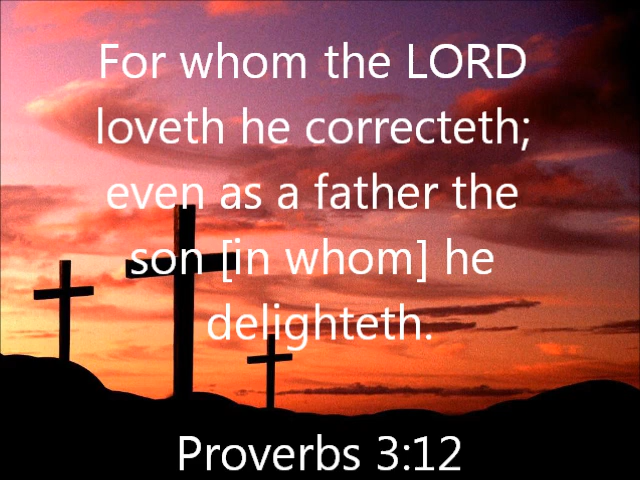 For whom the LORD
loveth he correcteth;
even as a father the
son [in whom] he
delighteth.
Proverbs 3:12